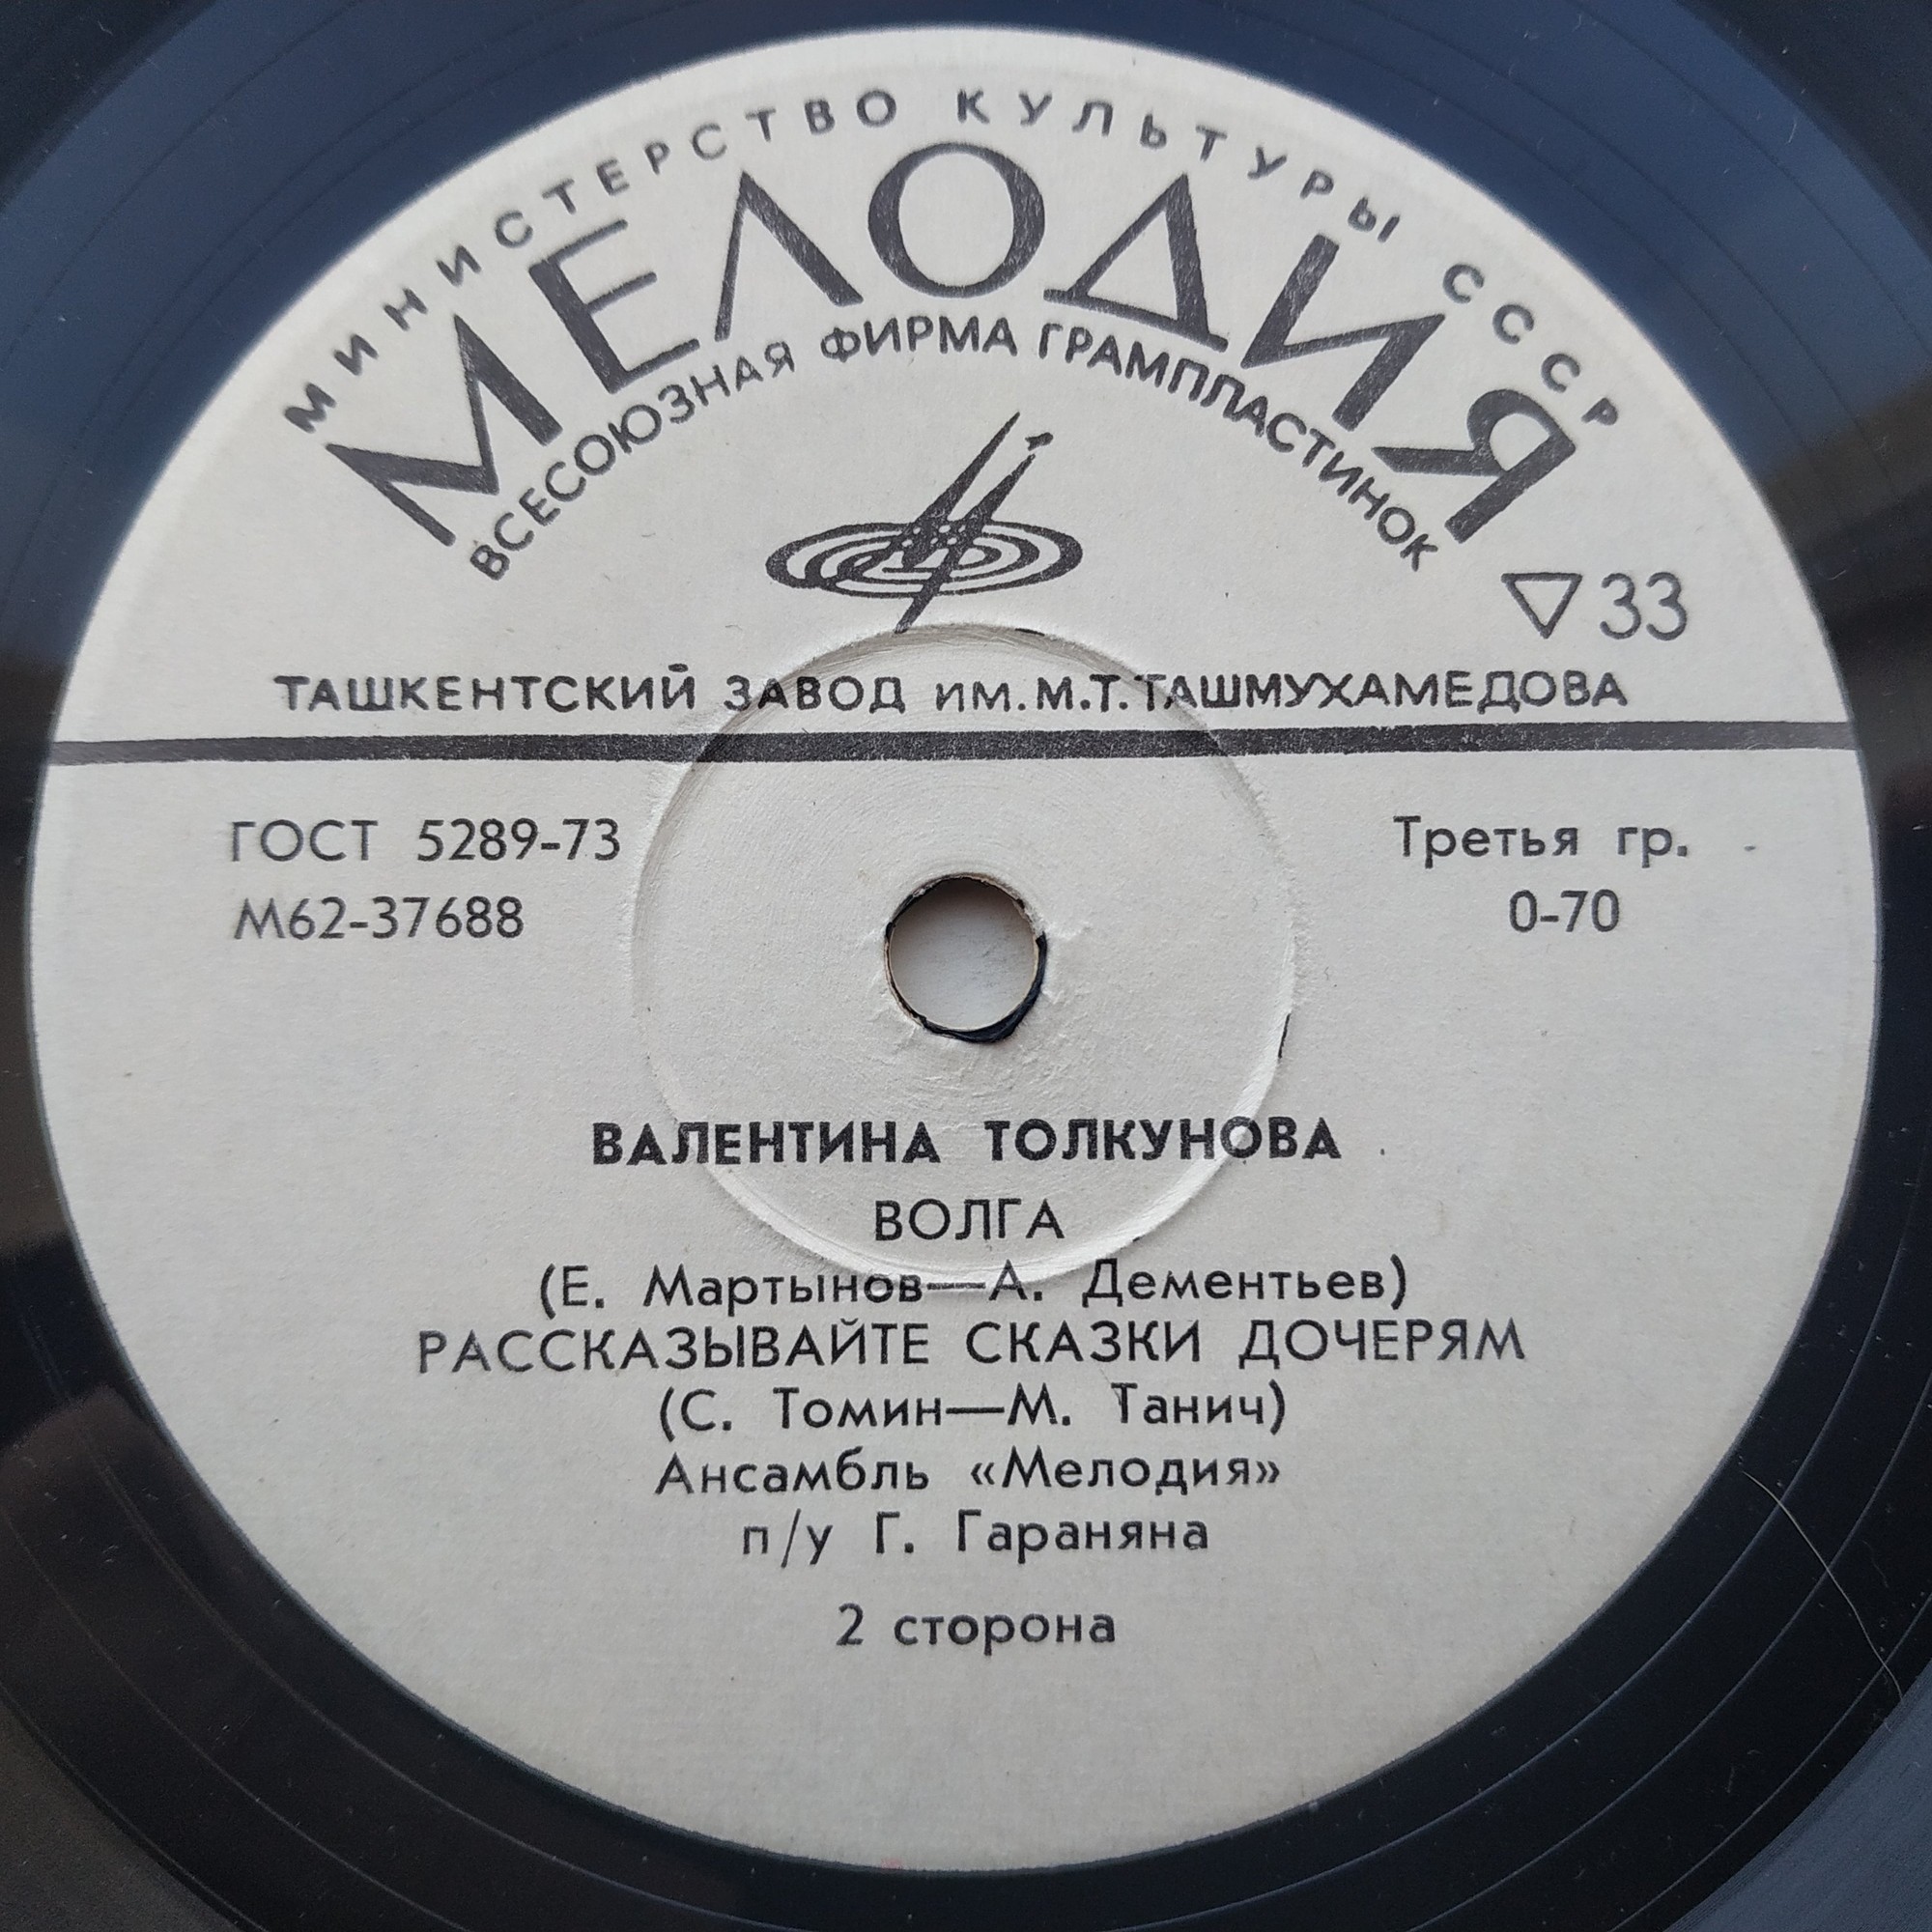 МИНИСТЕРСТВО КУЛЬТУРЫ СССР
МЕЛОДИЯ
ВСЕСОЮЗНАЯ ФИРМА ГРАМПЛАСТИНОК
33
ТАШКЕНТСКИЙ ЗАВОД ИМ. М.Т. ТАШМУХАМЕДОВА
ГОСТ 5289-73 Третья гр.
М62-37688 0-70
ВАЛЕНТИНА ТОЛКУНОВА
ВОЛГА
(Е. Мартынов—А. Дементьев)
РАССКАЗЫВАЙТЕ СКАЗКИ ДОЧЕРЯМ
(С. Томин—М. Танич)
Ансамбль «Мелодия»
п/у Г. Гараняна
2 сторона